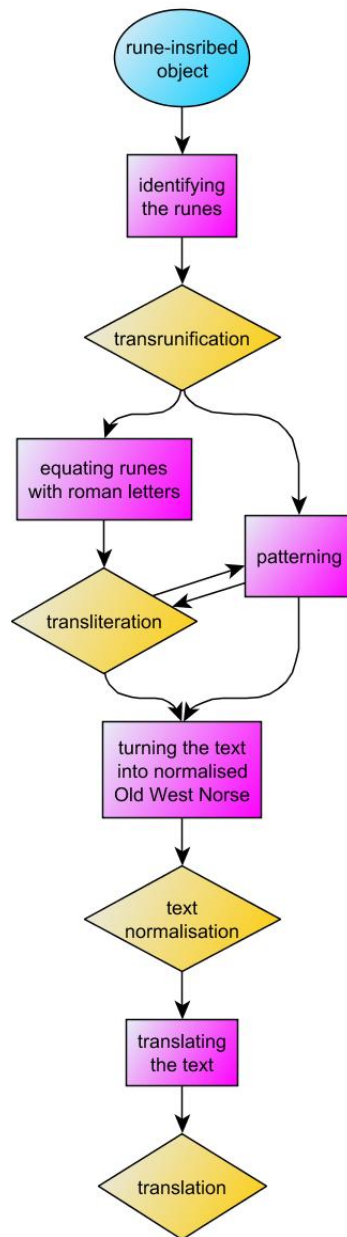 rune-insribed
object
identifying
the runes
transrunification
equating runes
with roman letters
patterning
transliteration
turning the text
into normalised
Old West Norse
text
normalisation
translating
the text
translation